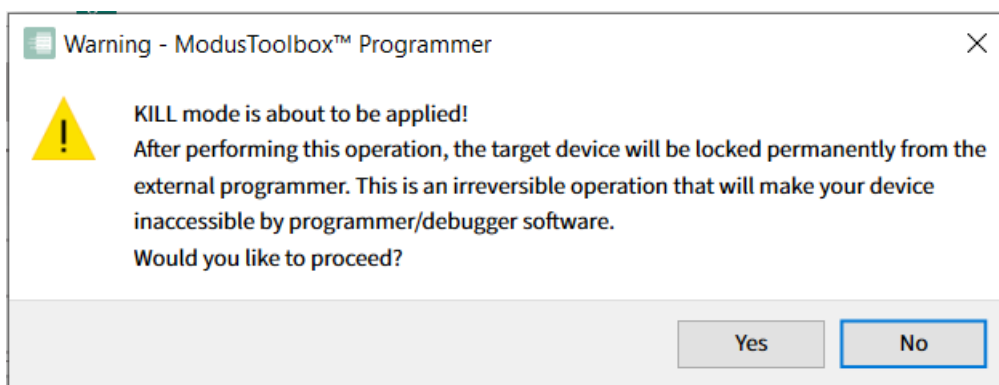 Warning - ModusToolbox™ Programmer
KILL mode is about to be applied!
After performing this operation, the target device will be locked permanently from the
external programmer. This is an irreversible operation that will make your device
inaccessible by programmer/debugger software.
Would you like to proceed?
Yes No